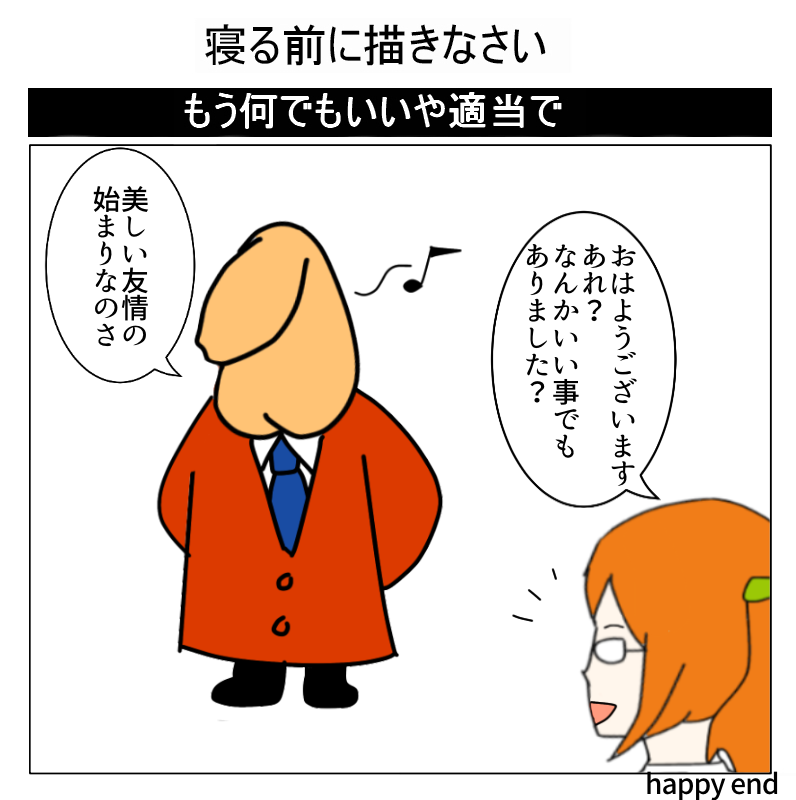 寝る前に描きなさい
もう何でもいいや適当で
おはようございます
あれ？
なんかいい事でも
ありました？
美しい友情の
始まりなのさ
happy end